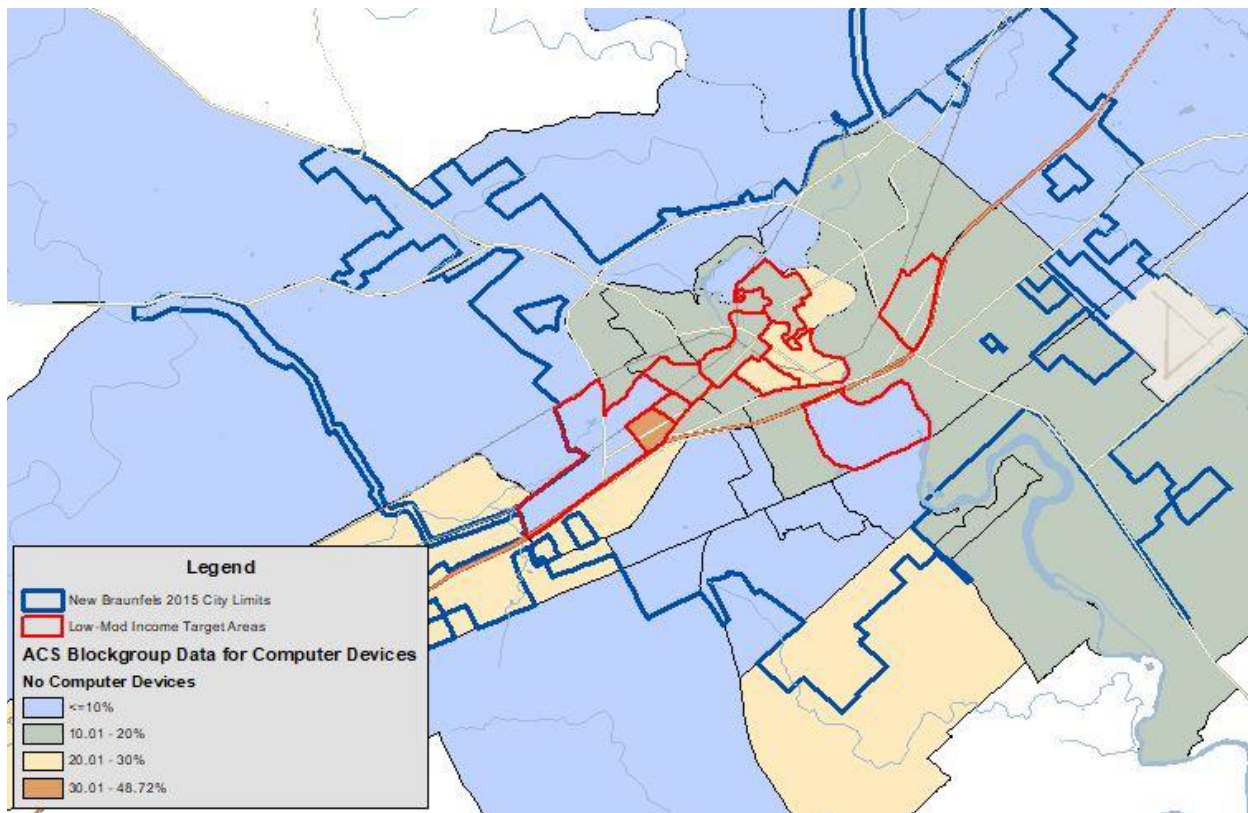 Legend
New Braunfels 2015 City Limits
Low-Mod Income Target Areas
ACS Blockgroup Data for Computer Devices
No Computer Devices
<=10%
10.01 - 20%
20.01 - 30%
30.01 - 48.72%